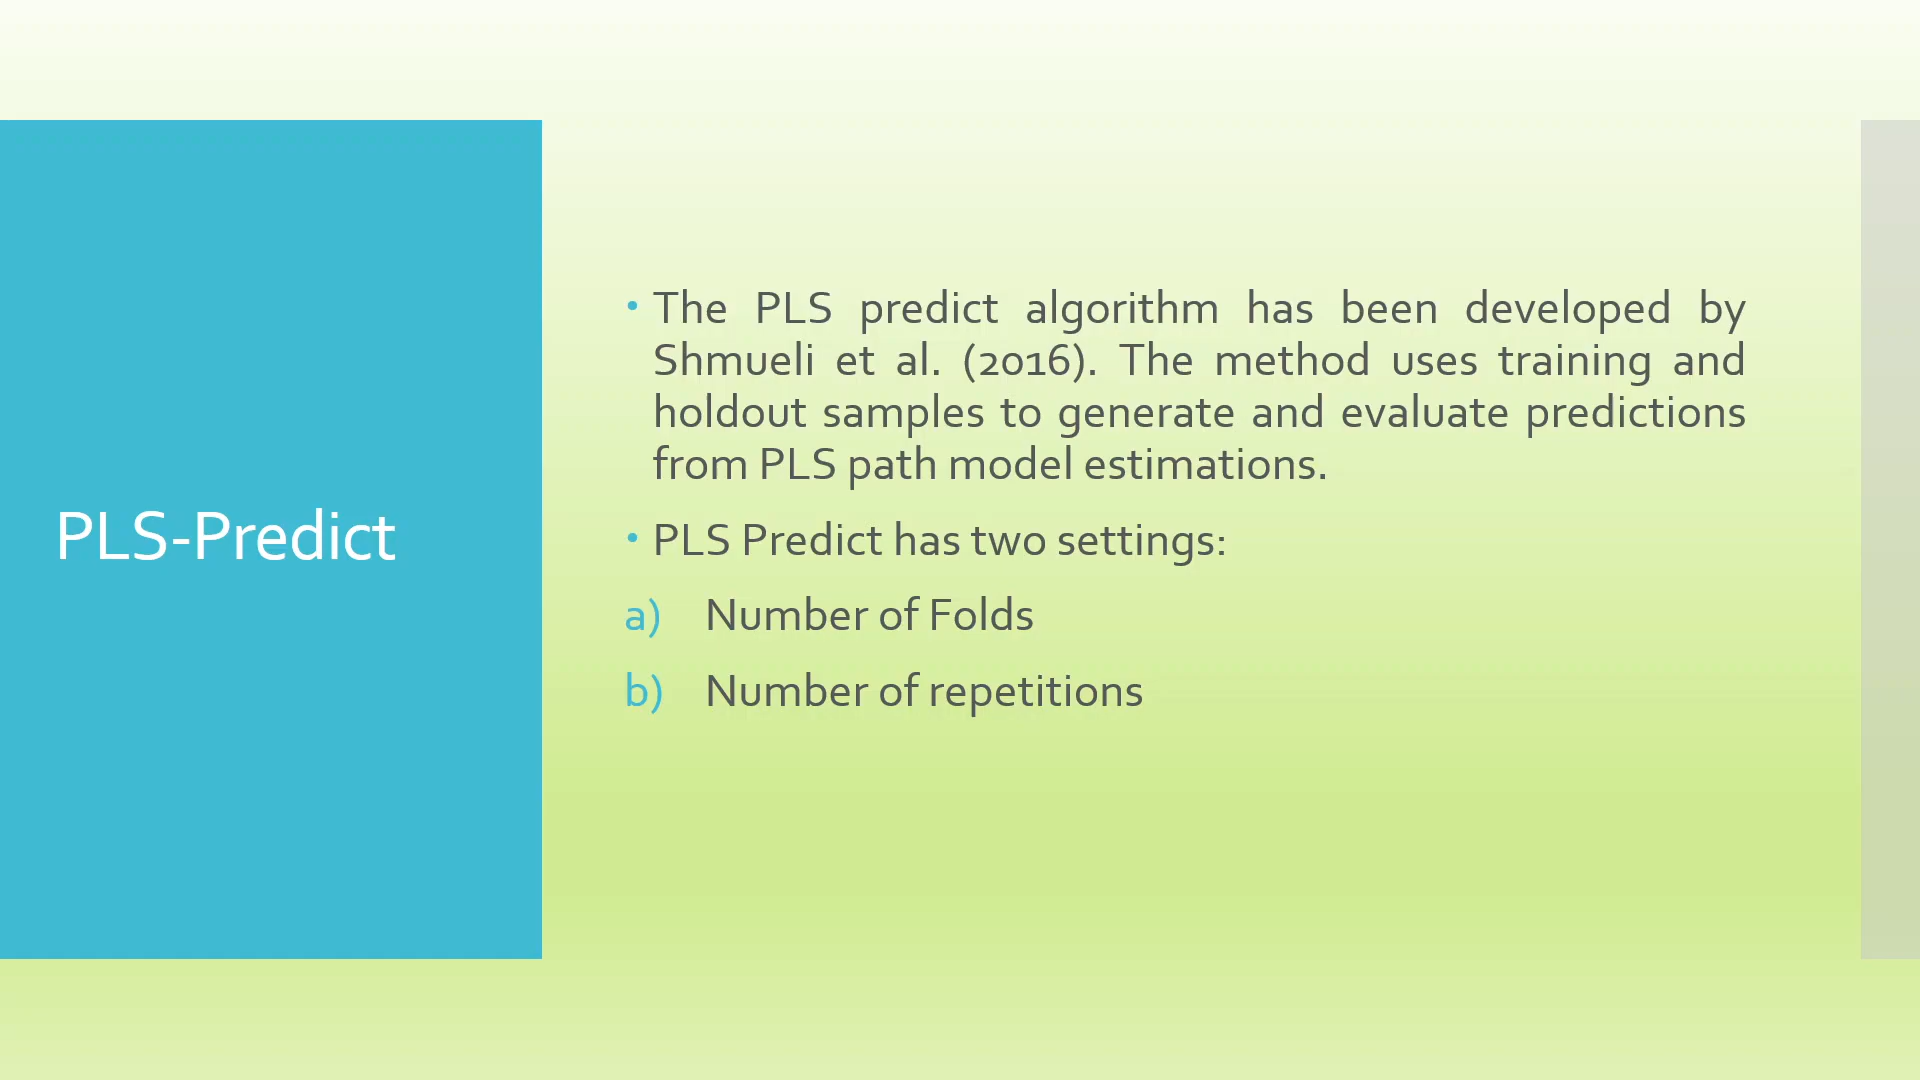 PLS-Predict
• The PLS predict algorithm has been developed by
Shmueli et al. (2016). The method uses training and
holdout samples to generate and evaluate predictions
from PLS path model estimations.
• PLS Predict has two settings:
a) Number of Folds
b) Number of repetitions